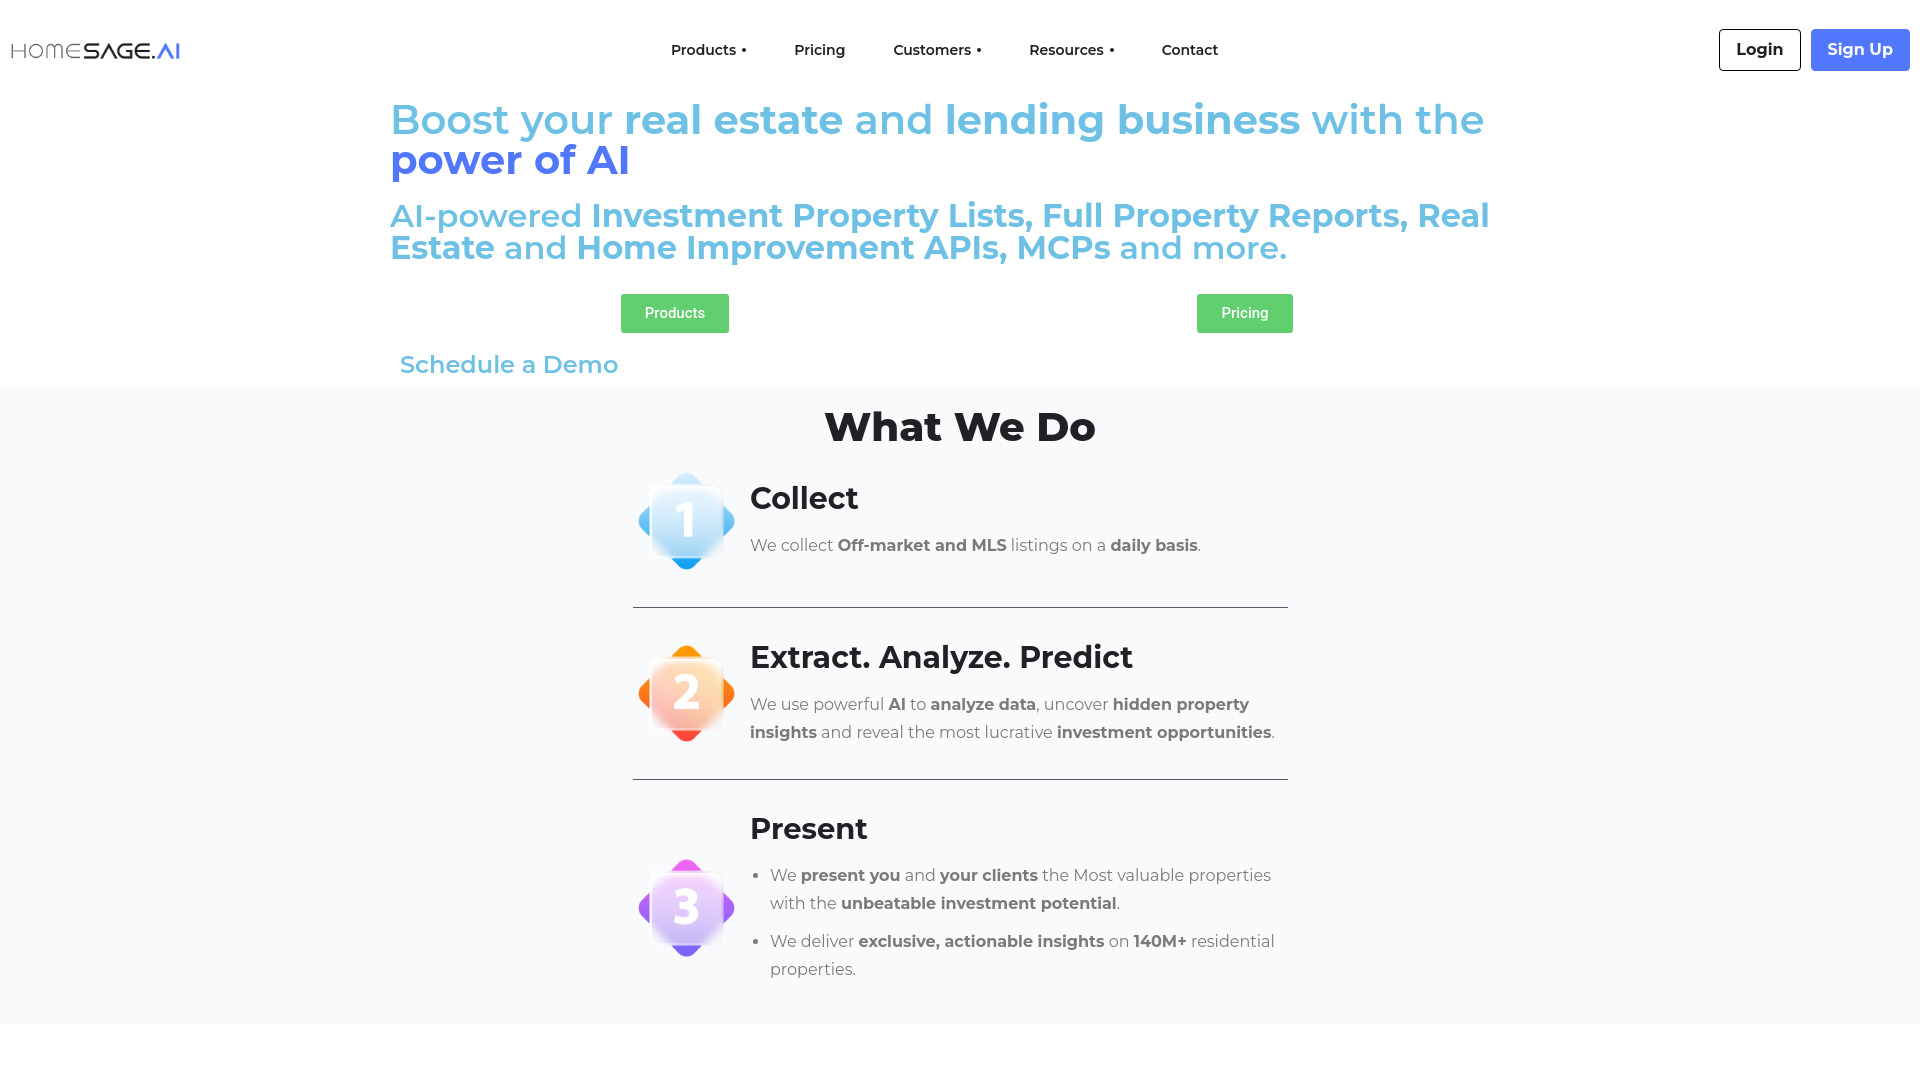 HOMESAGE.AI
Products •
Pricing
Customers •
Resources •
Contact
Login
Sign Up
Boost your real estate and lending business with the
power of AI
AI-powered Investment Property Lists, Full Property Reports, Real
Estate and Home Improvement APIs, MCPs and more.
Products
Pricing
Schedule a Demo
What We Do
1
Collect
We collect Off-market and MLS listings on a daily basis.
2
Extract. Analyze. Predict
We use powerful AI to analyze data, uncover hidden property
insights and reveal the most lucrative investment opportunities.
3
Present
• We present you and your clients the Most valuable properties
with the unbeatable investment potential.
• We deliver exclusive, actionable insights on 140M+ residential
properties.